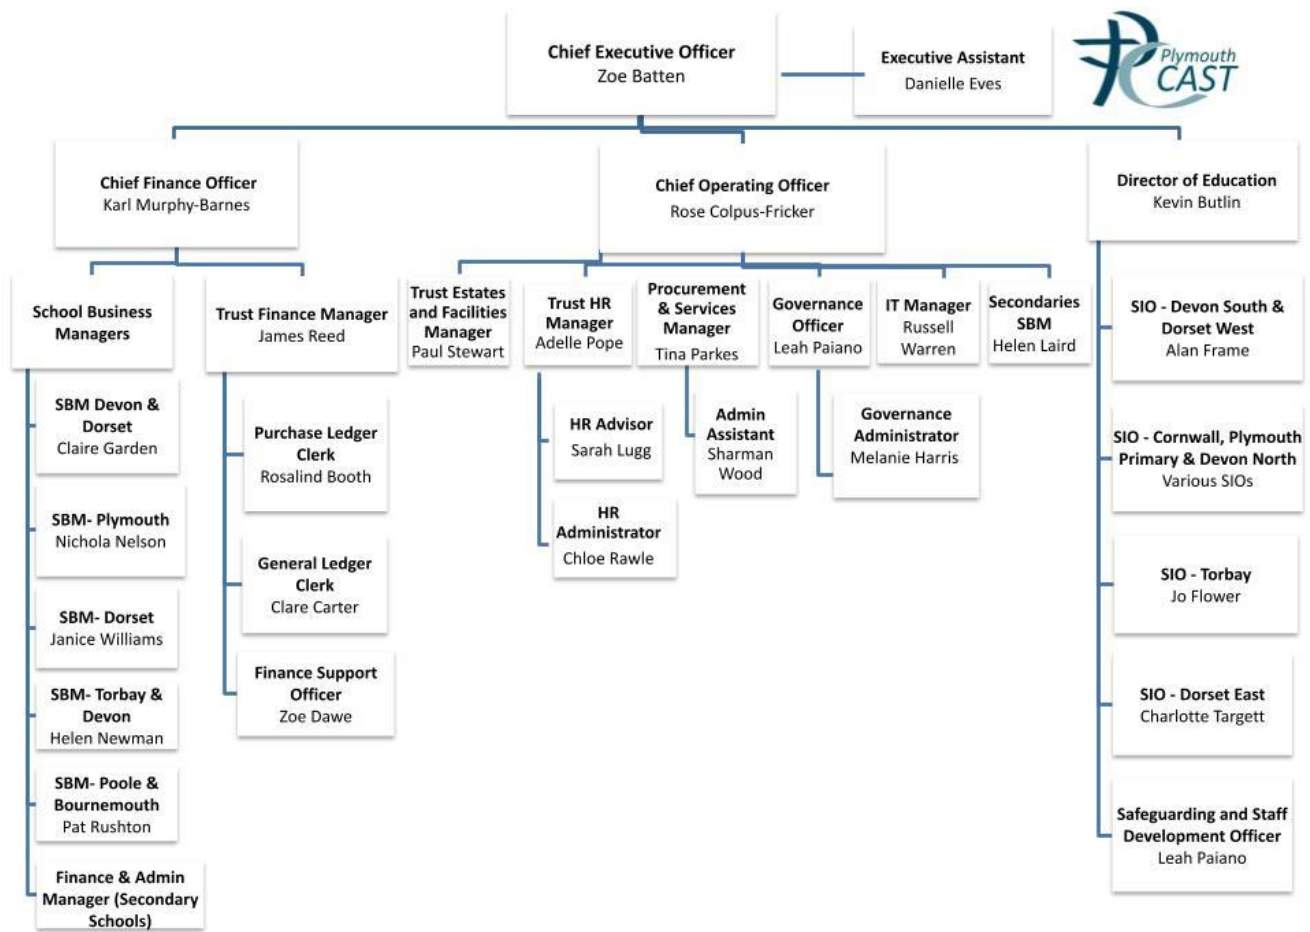 Chief Executive Officer
Zoe Batten
Executive Assistant
Danielle Eves
Plymouth
CAST
Chief Finance Officer
Karl Murphy-Barnes
Chief Operating Officer
Rose Colpus-Fricker
Director of Education
Kevin Butlin
School Business
Managers
Trust Finance Manager
James Reed
Trust Estates
and Facilities
Manager
Paul Stewart
Trust HR
Manager
Adelle Pope
Procurement
& Services
Manager
Tina Parkes
Governance
Officer
Leah Paiano
IT Manager
Russell
Warren
Secondaries
SBM
Helen Laird
SBM Devon &
Dorset
Claire Garden
SBM- Plymouth
Nichola Nelson
SBM- Dorset
Janice Williams
SBM- Torbay &
Devon
Helen Newman
SBM- Poole &
Bournemouth
Pat Rushton
Finance & Admin
Manager (Secondary
Schools)
Purchase Ledger
Clerk
Rosalind Booth
General Ledger
Clerk
Clare Carter
Finance Support
Officer
Zoe Dawe
HR Advisor
Sarah Lugg
HR
Administrator
Chloe Rawle
Admin
Assistant
Sharman
Wood
Governance
Administrator
Melanie Harris
SIO - Devon South &
Dorset West
Alan Frame
SIO - Cornwall, Plymouth
Primary & Devon North
Various SIOs
SIO - Torbay
Jo Flower
SIO - Dorset East
Charlotte Targett
Safeguarding and Staff
Development Officer
Leah Paiano